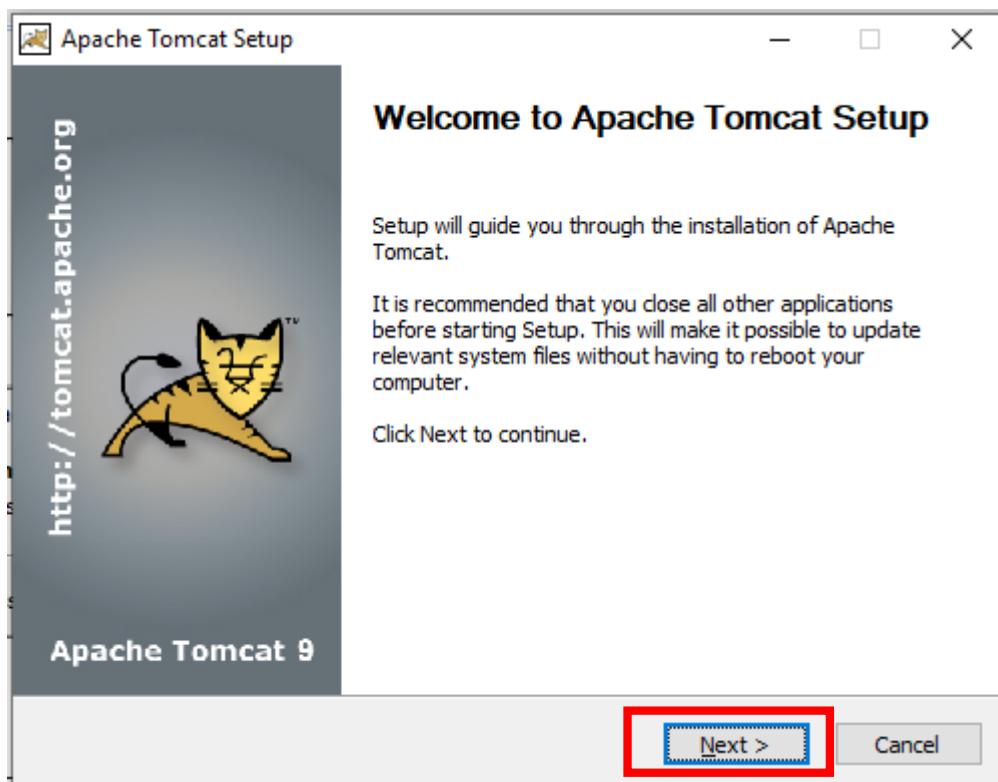 Apache Tomcat Setup
http://tomcat.apache.org
Welcome to Apache Tomcat Setup
Setup will guide you through the installation of Apache
Tomcat.
It is recommended that you close all other applications
before starting Setup. This will make it possible to update
relevant system files without having to reboot your
computer.
Click Next to continue.
TM
Apache Tomcat 9
Next >
Cancel